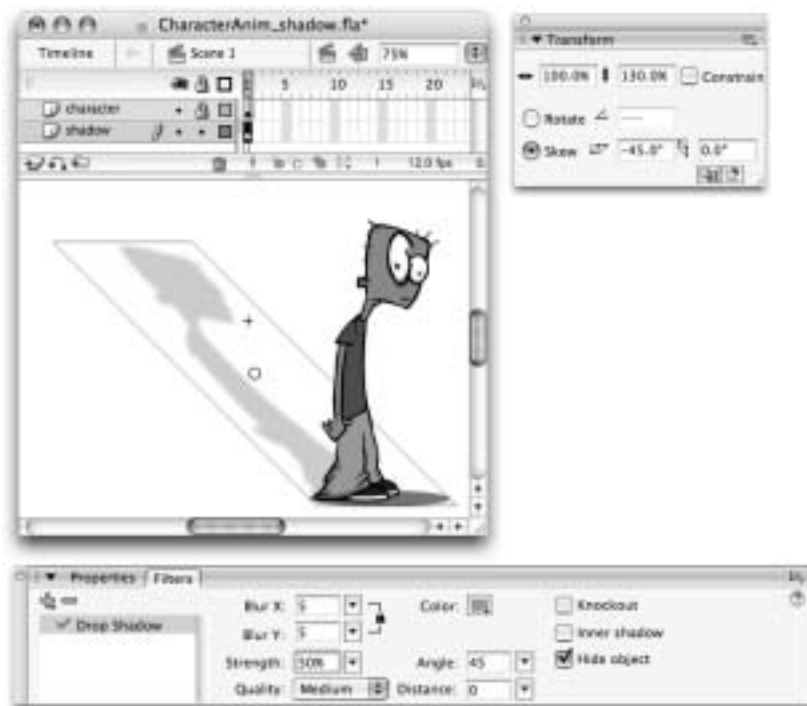 CharacterAnim_shadow.fla*
Timeline
Scene 1
75%
5 10 15 20
character
shadow
1 12.0 fps 0.
Transform
100.0% 130.0% Constrain
Rotate
Skew -45.0° 0.0°
Properties Filters
Drop Shadow
Blur X: 5
Blur Y: 5
Strength: 50%
Quality: Medium
Color:
Angle: 45
Distance: 0
Knockout
Inner shadow
Hide object